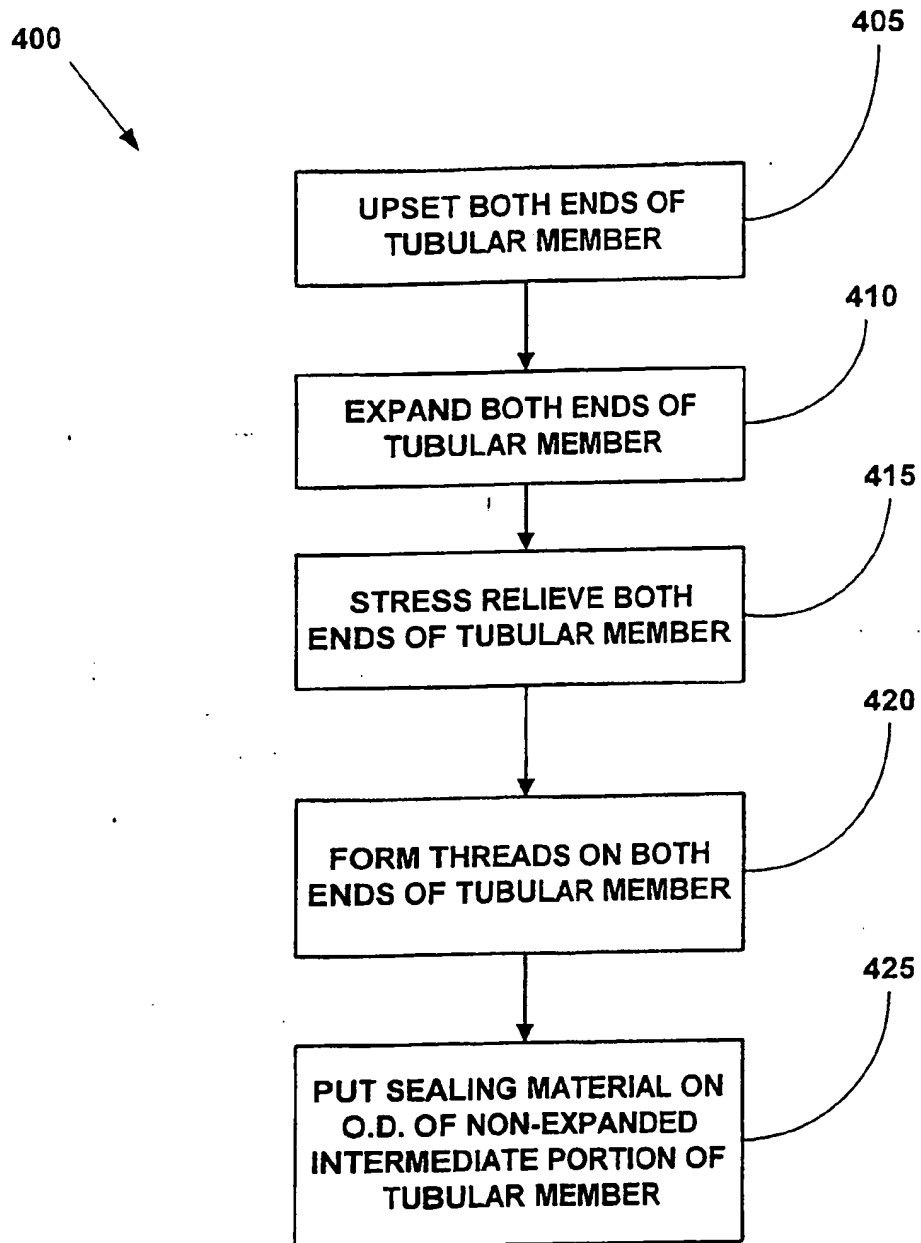 400
405
UPSET BOTH ENDS OF
TUBULAR MEMBER
410
EXPAND BOTH ENDS OF
TUBULAR MEMBER
415
STRESS RELIEVE BOTH
ENDS OF TUBULAR MEMBER
420
FORM THREADS ON BOTH
ENDS OF TUBULAR MEMBER
425
PUT SEALING MATERIAL ON
O.D. OF NON-EXPANDED
INTERMEDIATE PORTION OF
TUBULAR MEMBER